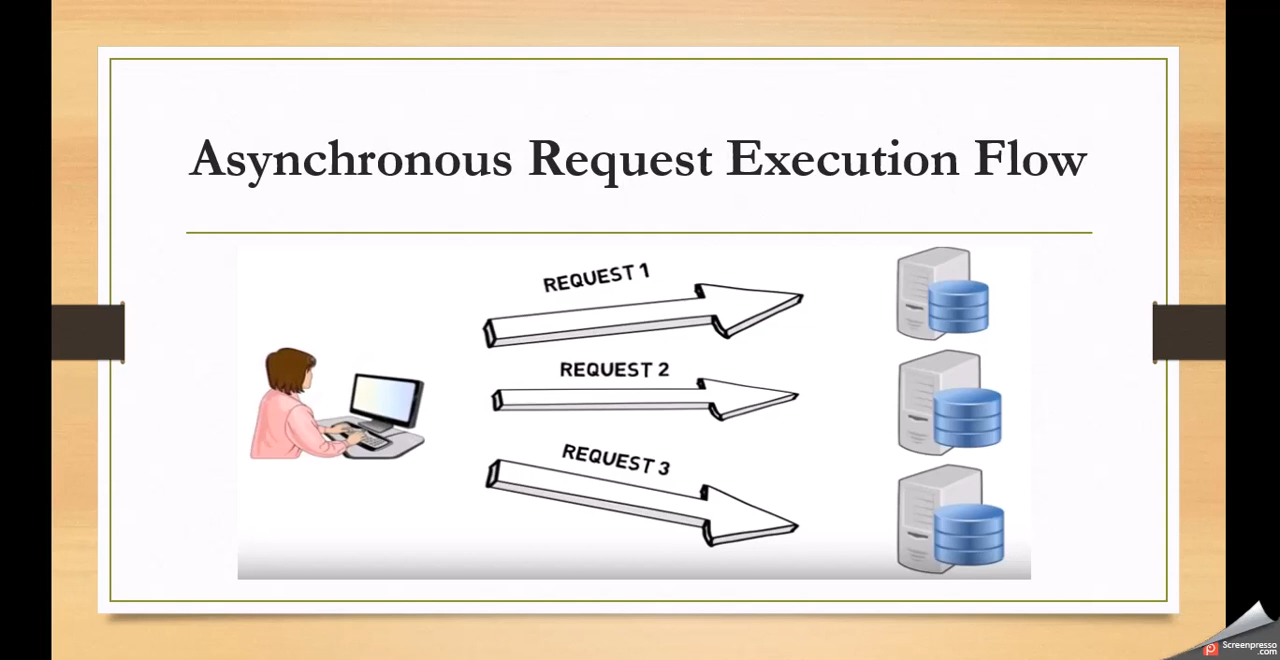 Asynchronous Request Execution Flow
REQUEST 1
REQUEST 2
REQUEST 3
Screenpresso
.com